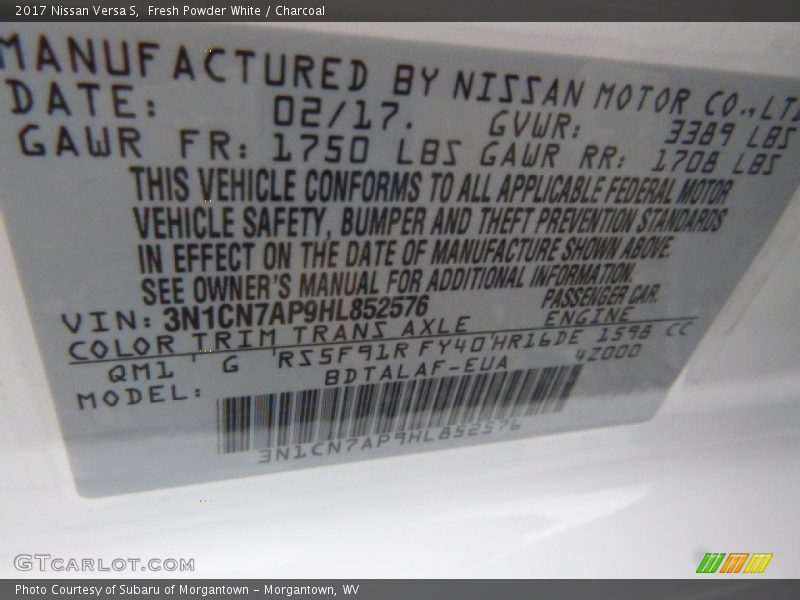 2017 Nissan Versa S, Fresh Powder White / Charcoal
MANUFACTURED BY NISSAN MOTOR CO.,LTD
DATE: 02/17. GVWR: 3389 LBS
GAWR FR: 1750 LBS GAWR RR: 1708 LBS
THIS VEHICLE CONFORMS TO ALL APPLICABLE FEDERAL MOTOR
VEHICLE SAFETY, BUMPER AND THEFT PREVENTION STANDARDS
IN EFFECT ON THE DATE OF MANUFACTURE SHOWN ABOVE.
SEE OWNER'S MANUAL FOR ADDITIONAL INFORMATION.
VIN: 3N1CN7AP9HL852576 PASSENGER CAR.
COLOR TRIM TRANS AXLE ENGINE
QM1 G RS5F91R FY40 HR16DE 1598 CC
MODEL: BDTALAF-EUA 4Z000
3N1CN7AP9HL852576
GTCARLOT.COM
Photo Courtesy of Subaru of Morgantown - Morgantown, WV